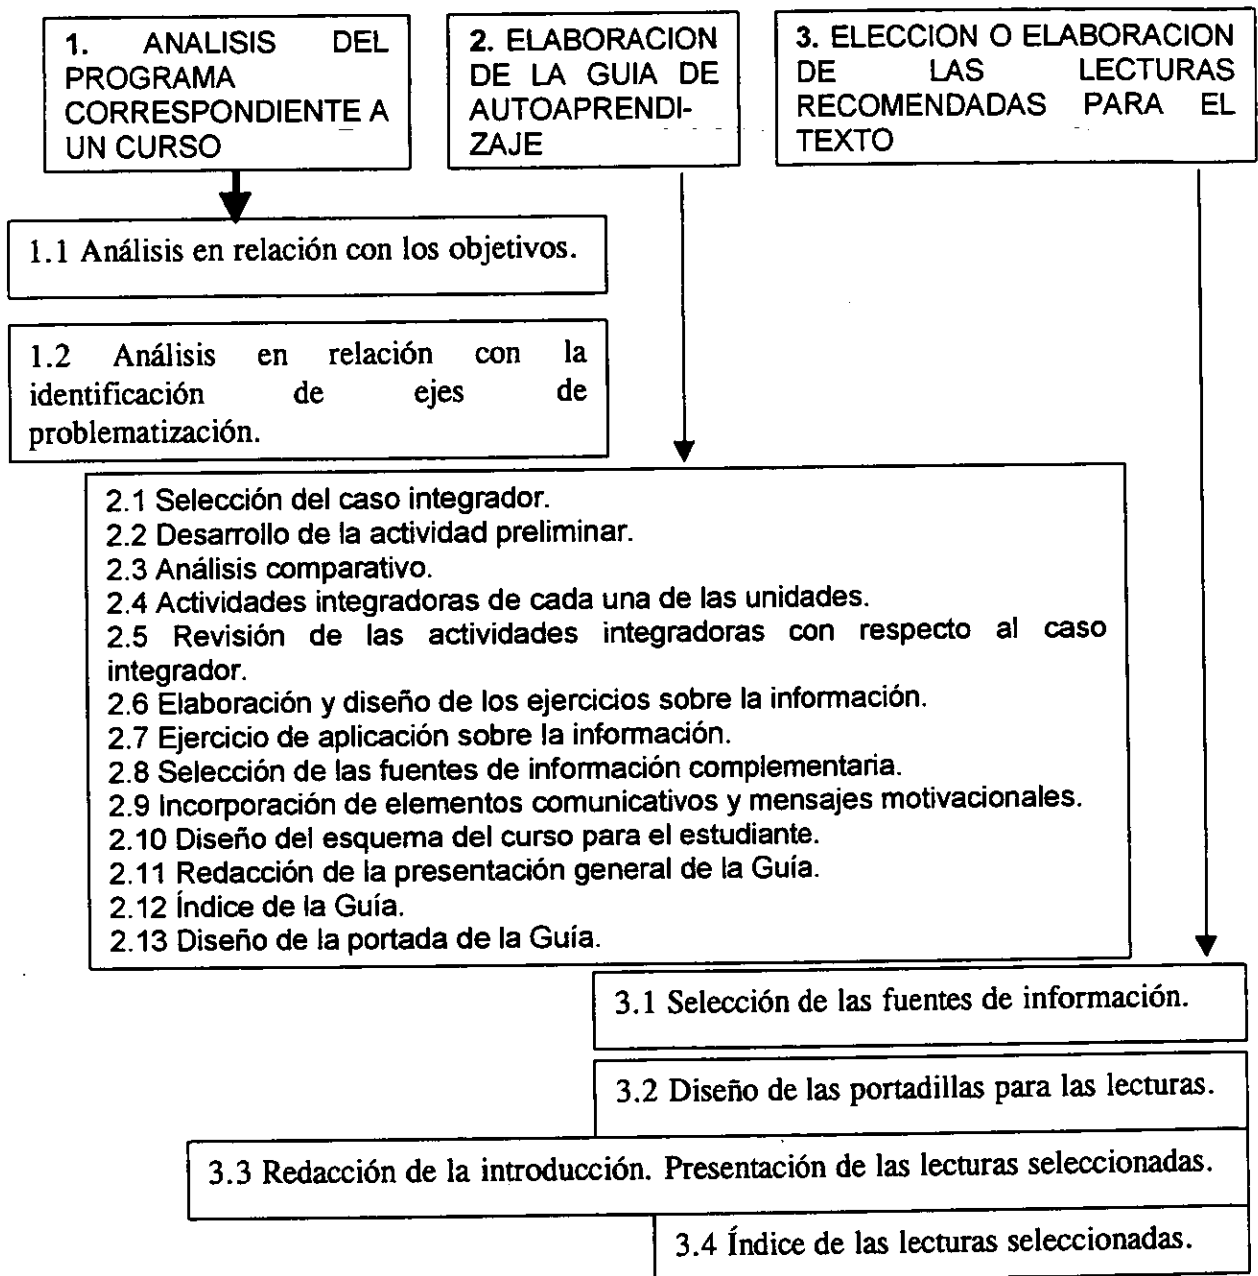 1. ANALISIS DEL
PROGRAMA
CORRESPONDIENTE A
UN CURSO
2. ELABORACION
DE LA GUIA DE
AUTOAPRENDI-
ZAJE
3. ELECCION O ELABORACION
DE LAS LECTURAS
RECOMENDADAS PARA EL
TEXTO
1.1 Análisis en relación con los objetivos.
1.2 Análisis en relación con la
identificación de ejes de
problematización.
2.1 Selección del caso integrador.
2.2 Desarrollo de la actividad preliminar.
2.3 Análisis comparativo.
2.4 Actividades integradoras de cada una de las unidades.
2.5 Revisión de las actividades integradoras con respecto al caso
integrador.
2.6 Elaboración y diseño de los ejercicios sobre la información.
2.7 Ejercicio de aplicación sobre la información.
2.8 Selección de las fuentes de información complementaria.
2.9 Incorporación de elementos comunicativos y mensajes motivacionales.
2.10 Diseño del esquema del curso para el estudiante.
2.11 Redacción de la presentación general de la Guía.
2.12 Índice de la Guía.
2.13 Diseño de la portada de la Guía.
3.1 Selección de las fuentes de información.
3.2 Diseño de las portadillas para las lecturas.
3.3 Redacción de la introducción. Presentación de las lecturas seleccionadas.
3.4 Índice de las lecturas seleccionadas.